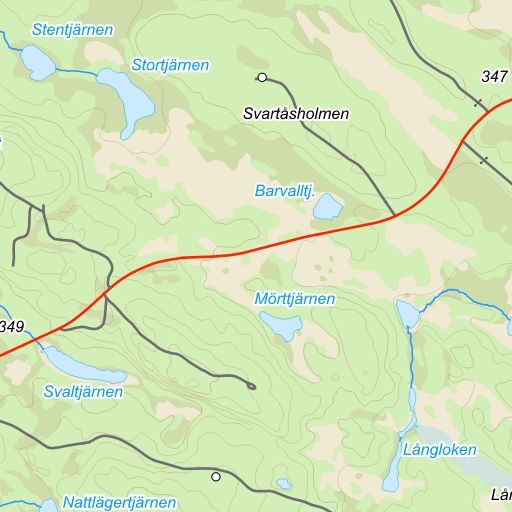 Stentjärnen
Stortjärnen
347
Svartåsholmen
Barvalltj.
Mörttjärnen
349
Svaltjärnen
Långloken
Nattlägertjärnen